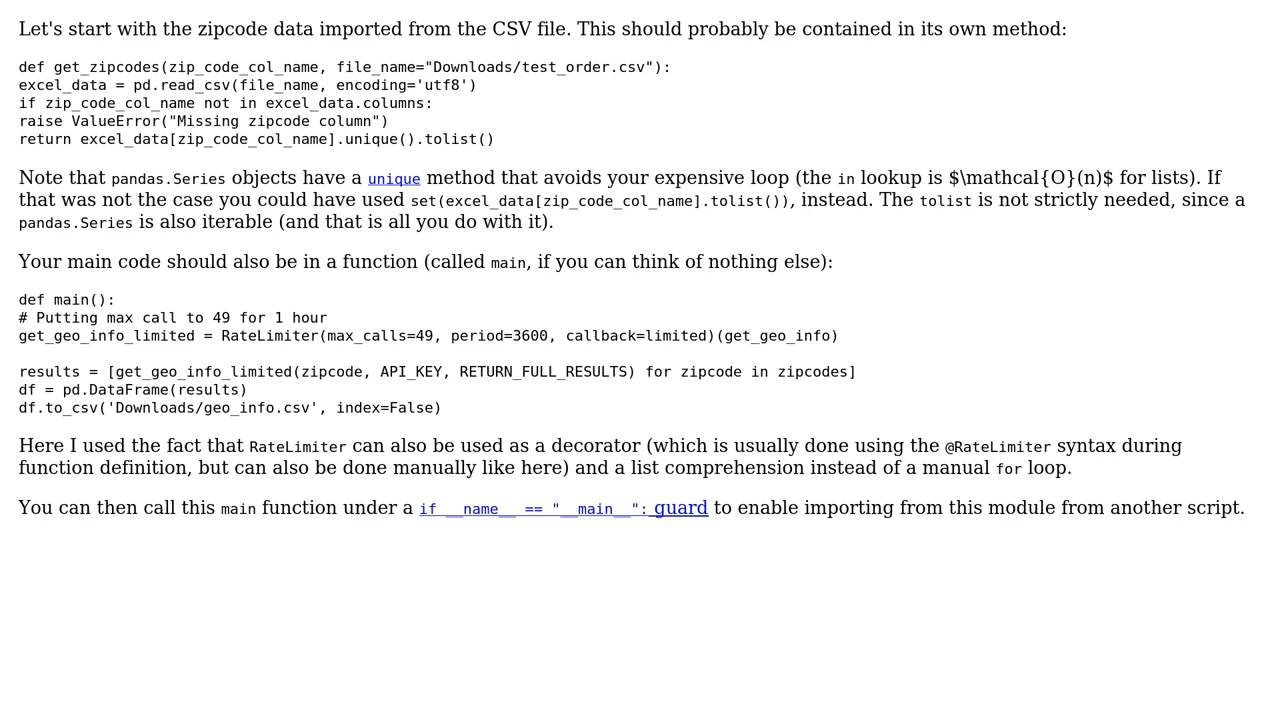 Let's start with the zipcode data imported from the CSV file. This should probably be contained in its own method:
def get_zipcodes(zip_code_col_name, file_name="Downloads/test_order.csv"):
excel_data = pd.read_csv(file_name, encoding='utf8')
if zip_code_col_name not in excel_data.columns:
raise ValueError("Missing zipcode column")
return excel_data[zip_code_col_name].unique().tolist()
Note that pandas.Series objects have a unique method that avoids your expensive loop (the in lookup is $\mathcal{O}(n)$ for lists). If
that was not the case you could have used set(excel_data[zip_code_col_name].tolist()), instead. The tolist is not strictly needed, since a
pandas.Series is also iterable (and that is all you do with it).
Your main code should also be in a function (called main, if you can think of nothing else):
def main():
# Putting max call to 49 for 1 hour
get_geo_info_limited = RateLimiter(max_calls=49, period=3600, callback=limited)(get_geo_info)
results = [get_geo_info_limited(zipcode, API_KEY, RETURN_FULL_RESULTS) for zipcode in zipcodes]
df = pd.DataFrame(results)
df.to_csv('Downloads/geo_info.csv', index=False)
Here I used the fact that RateLimiter can also be used as a decorator (which is usually done using the @RateLimiter syntax during
function definition, but can also be done manually like here) and a list comprehension instead of a manual for loop.
You can then call this main function under a if __name__ == "__main__": guard to enable importing from this module from another script.